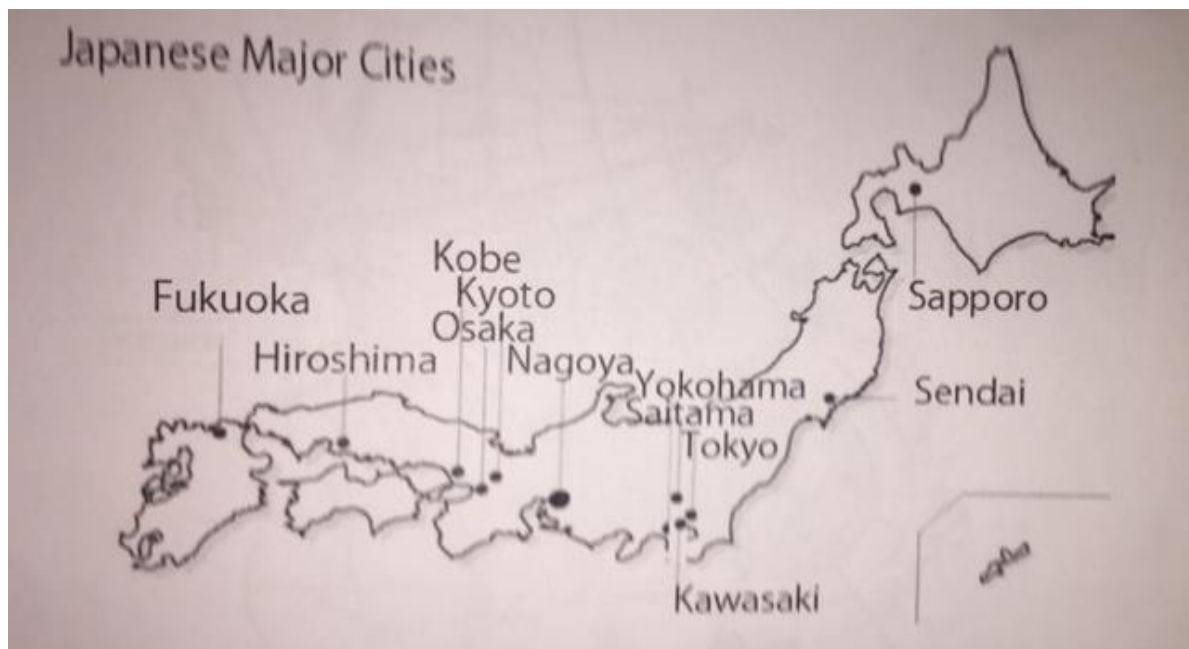 Japanese Major Cities
Kobe
Kyoto
Fukuoka
Sapporo
Osaka
Hiroshima
Nagoya
Yokohama
Sendai
Saitama
Tokyo
Kawasaki